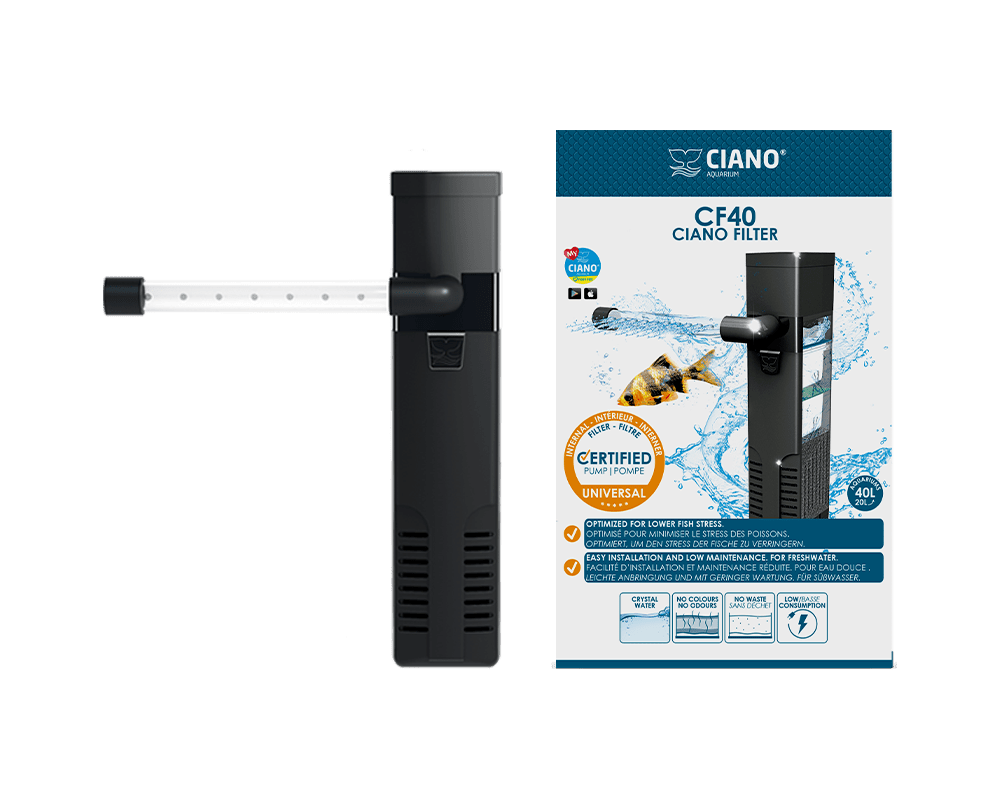 CIANO®
AQUARIUM
CF40
CIANO FILTER
My
CIANO®
INTERNAL - INTÉRIEUR - INTERNER
FILTER - FILTRE
CERTIFIED
PUMP | POMPE
UNIVERSAL
AQUARIUMS
40L
20L
OPTIMIZED FOR LOWER FISH STRESS.
OPTIMISÉ POUR MINIMISER LE STRESS DES POISSONS.
OPTIMIERT, UM DEN STRESS DER FISCHE ZU VERRINGERN.
EASY INSTALLATION AND LOW MAINTENANCE. FOR FRESHWATER.
FACILITÉ D'INSTALLATION ET MAINTENANCE RÉDUITE. POUR EAU DOUCE .
LEICHTE ANBRINGUNG UND MIT GERINGER WARTUNG. FÜR SÜßWASSER.
CRYSTAL
WATER
NO COLOURS
NO ODOURS
NO WASTE
SANS DÉCHET
LOW/BASSE
CONSUMPTION